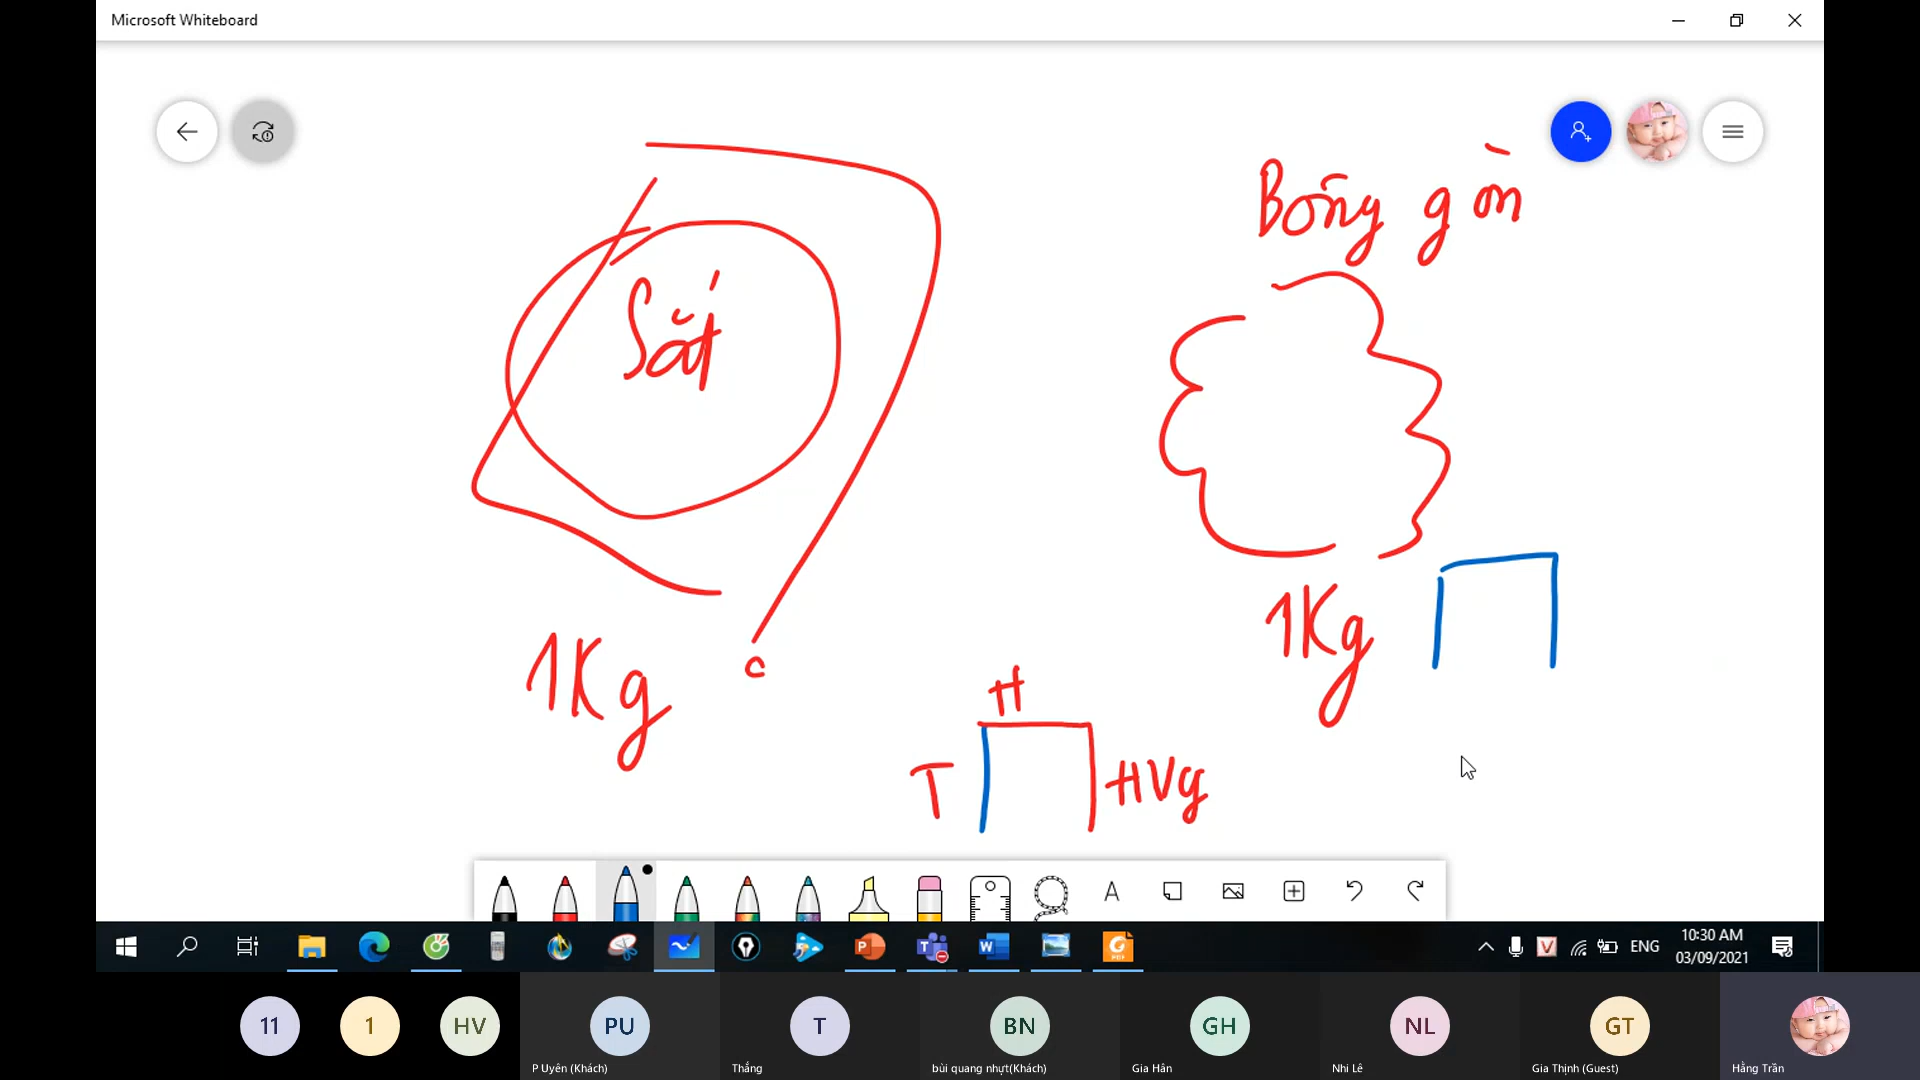 Microsoft Whiteboard
Bông gòn
Sắt
1Kg
1Kg
H
T
HVg
A
ENG
10:30 AM
03/09/2021
11
1
HV
PU
T
BN
GH
NL
GT
P Uyên (Khách)
Thắng
bùi quang nhựt(Khách)
Gia Hân
Nhi Lê
Gia Thịnh (Guest)
Hằng Trần